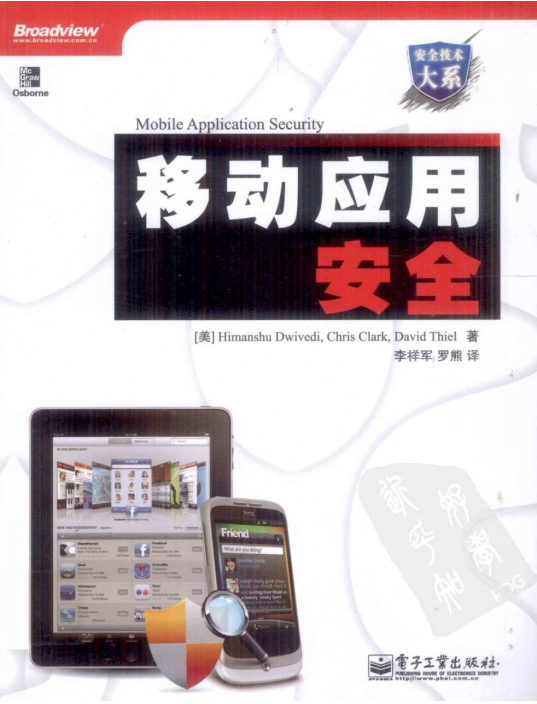 Broadview
www.broadview.com.cn
Mc
Graw
Hill
Osborne
安全技术
大系
Mobile Application Security
移动应用
安全
[美] Himanshu Dwivedi, Chris Clark, David Thiel 著
李祥军 罗熊 译
hTC
Friend
What are you doing?
電子工業出版社·
PUBLISHING HOUSE OF ELECTRONICS INDUSTRY
http://www.phei.com.cn